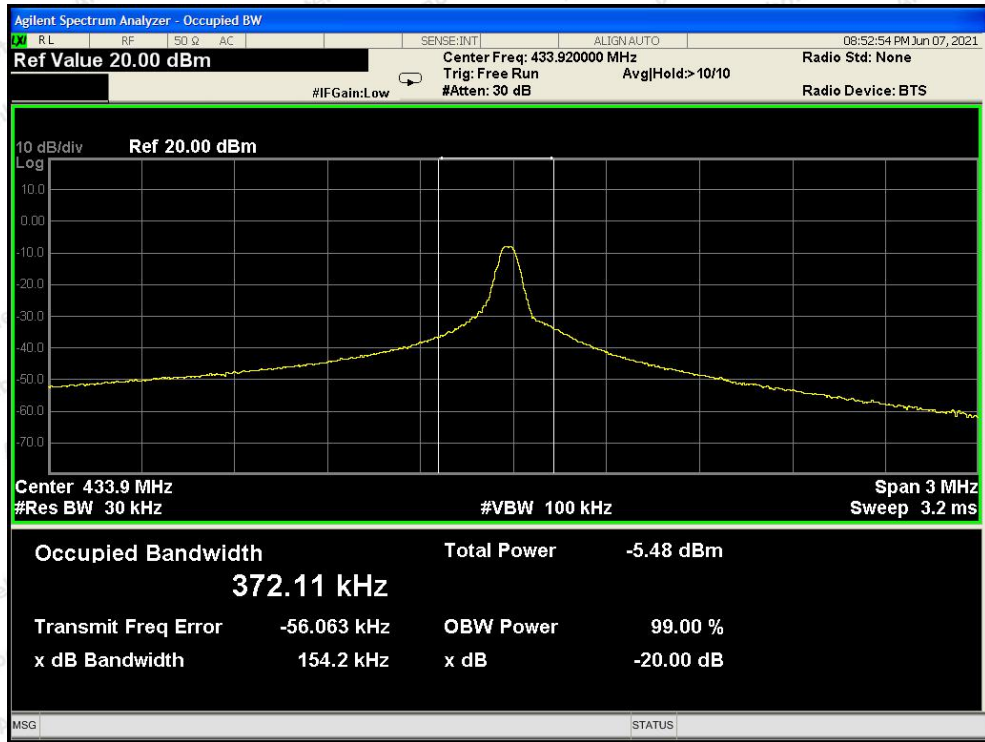 Agilent Spectrum Analyzer - Occupied BW
LXI RL RF 50 Ω AC SENSE:INT ALIGN AUTO 08:52:54 PM Jun 07, 2021
Ref Value 20.00 dBm Center Freq: 433.920000 MHz Radio Std: None
Trig: Free Run Avg|Hold:> 10/10
#IFGain:Low #Atten: 30 dB Radio Device: BTS
10 dB/div Ref 20.00 dBm
Log
10.0
0.00
-10.0
-20.0
-30.0
-40.0
-50.0
-60.0
-70.0
Center 433.9 MHz Span 3 MHz
#Res BW 30 kHz #VBW 100 kHz Sweep 3.2 ms
Occupied Bandwidth Total Power -5.48 dBm
372.11 kHz
Transmit Freq Error -56.063 kHz OBW Power 99.00 %
x dB Bandwidth 154.2 kHz x dB -20.00 dB
MSG STATUS